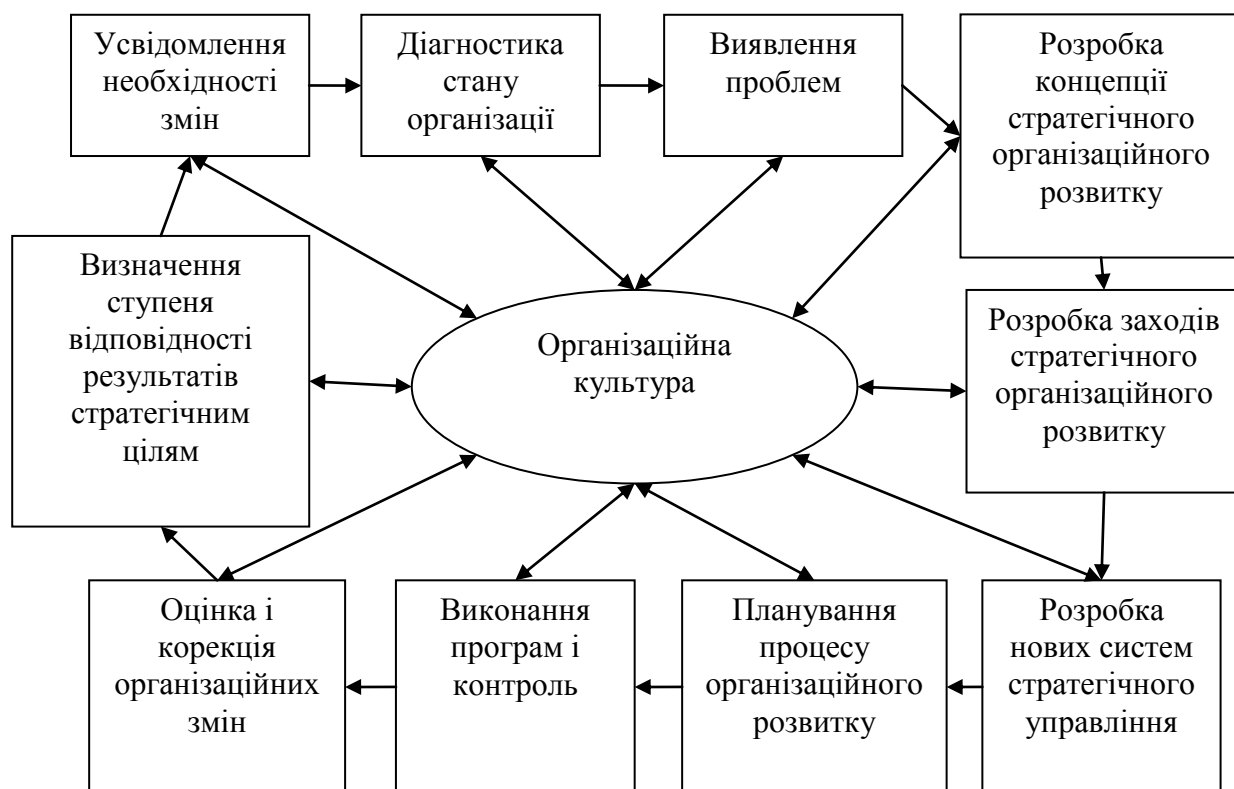 Усвідомлення
необхідності
змін
Діагностика
стану
організації
Виявлення
проблем
Розробка
концепції
стратегічного
організаційного
розвитку
Визначення
ступеня
відповідності
результатів
стратегічним
цілям
Організаційна
культура
Розробка заходів
стратегічного
організаційного
розвитку
Оцінка і
корекція
організаційних
змін
Виконання
програм і
контроль
Планування
процесу
організаційного
розвитку
Розробка
нових систем
стратегічного
управління